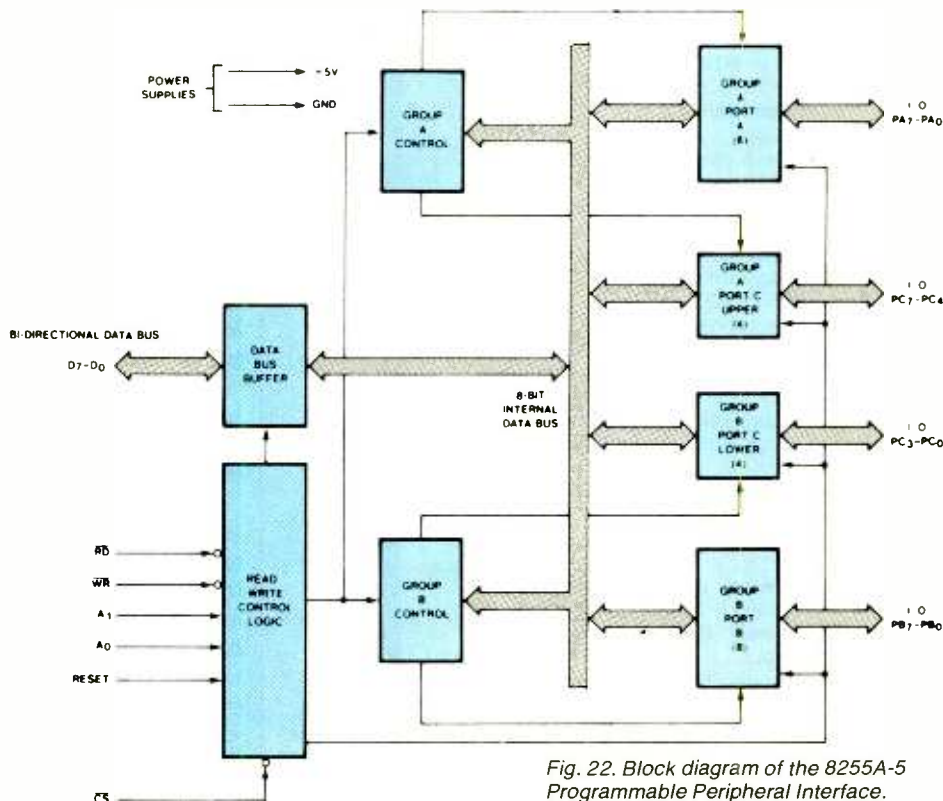 POWER
SUPPLIES
-5V
GND
GROUP
A
CONTROL
GROUP
A
PORT
A
(8)
I O
PA7-PA0
GROUP
A
PORT C
UPPER
(4)
I O
PC7-PC4
BI-DIRECTIONAL DATA BUS
D7-D0
DATA
BUS
BUFFER
8-BIT
INTERNAL
DATA BUS
GROUP
B
PORT C
LOWER
(4)
I O
PC3-PC0
RD
WR
A1
A0
RESET
CS
READ
WRITE
CONTROL
LOGIC
GROUP
B
CONTROL
GROUP
B
PORT
B
(8)
I O
PB7-PB0
Fig. 22. Block diagram of the 8255A-5
Programmable Peripheral Interface.